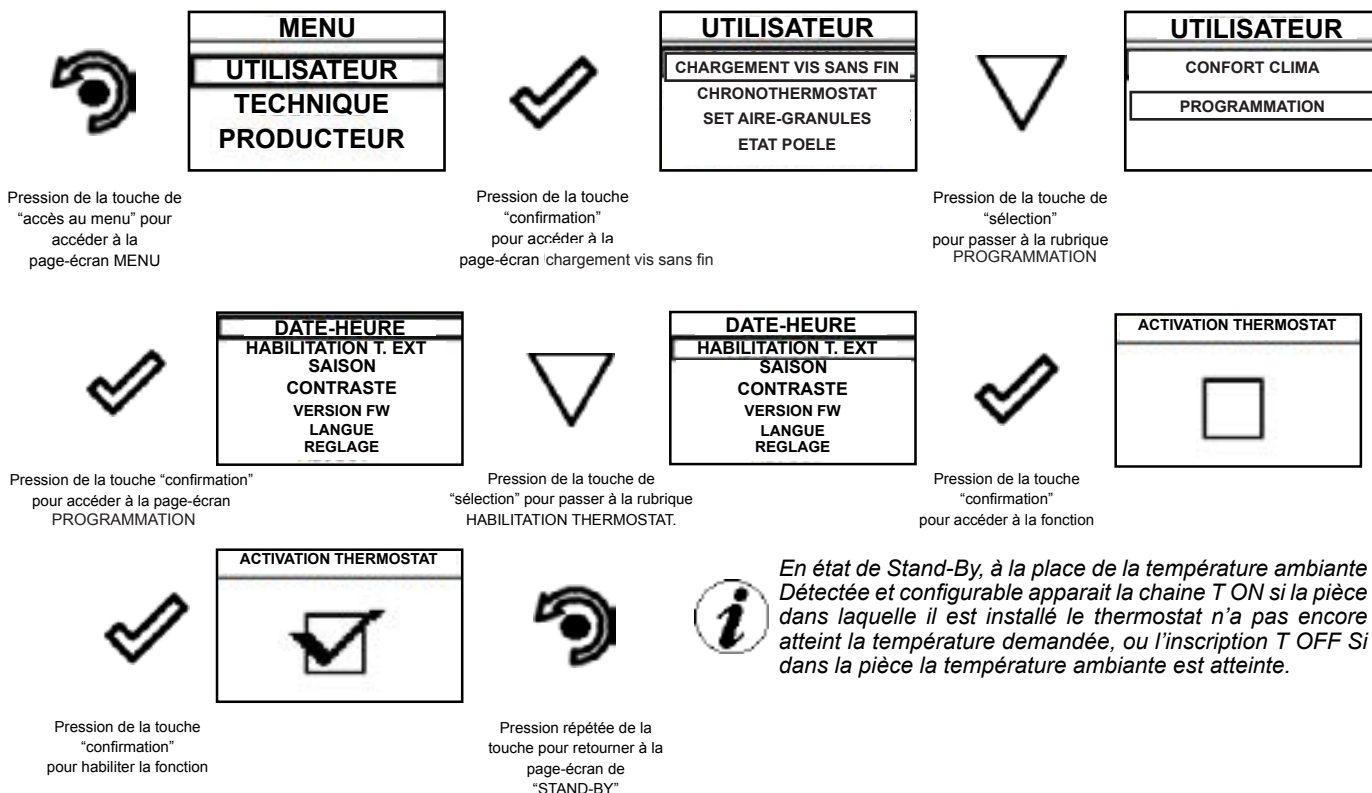 MENU
UTILISATEUR
TECHNIQUE
PRODUCTEUR
UTILISATEUR
CHARGEMENT VIS SANS FIN
CHRONOTHERMOSTAT
SET AIRE-GRANULES
ETAT POELE
UTILISATEUR
CONFORT CLIMA
PROGRAMMATION
Pression de la touche de
“accès au menu” pour
accéder à la
page-écran MENU
Pression de la touche
“confirmation”
pour accéder à la
page-écran chargement vis sans fin
Pression de la touche de
“sélection”
pour passer à la rubrique
PROGRAMMATION
DATE-HEURE
HABILITATION T. EXT
SAISON
CONTRASTE
VERSION FW
LANGUE
REGLAGE
DATE-HEURE
HABILITATION T. EXT
SAISON
CONTRASTE
VERSION FW
LANGUE
REGLAGE
ACTIVATION THERMOSTAT
Pression de la touche “confirmation”
pour accéder à la page-écran
PROGRAMMATION
Pression de la touche de
“sélection” pour passer à la rubrique
HABILITATION THERMOSTAT.
Pression de la touche
“confirmation”
pour accéder à la fonction
ACTIVATION THERMOSTAT
En état de Stand-By, à la place de la température ambiante
Détectée et configurable apparait la chaine T ON si la pièce
dans laquelle il est installé le thermostat n’a pas encore
atteint la température demandée, ou l’inscription T OFF Si
dans la pièce la température ambiante est atteinte.
Pression de la touche
“confirmation”
pour habiliter la fonction
Pression répétée de la
touche pour retourner à la
page-écran de
“STAND-BY”